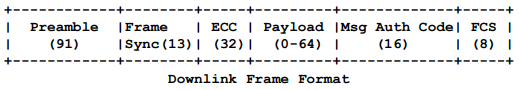 +------------+--------+-----+----------+-------------+-----+
|  Preamble  |Frame   | ECC | Payload |Msg Auth Code| FCS |
|    (91)    |Sync(13)| (32)|  (0-64)  |     (16)    | (8) |
+------------+--------+-----+----------+-------------+-----+
Downlink Frame Format